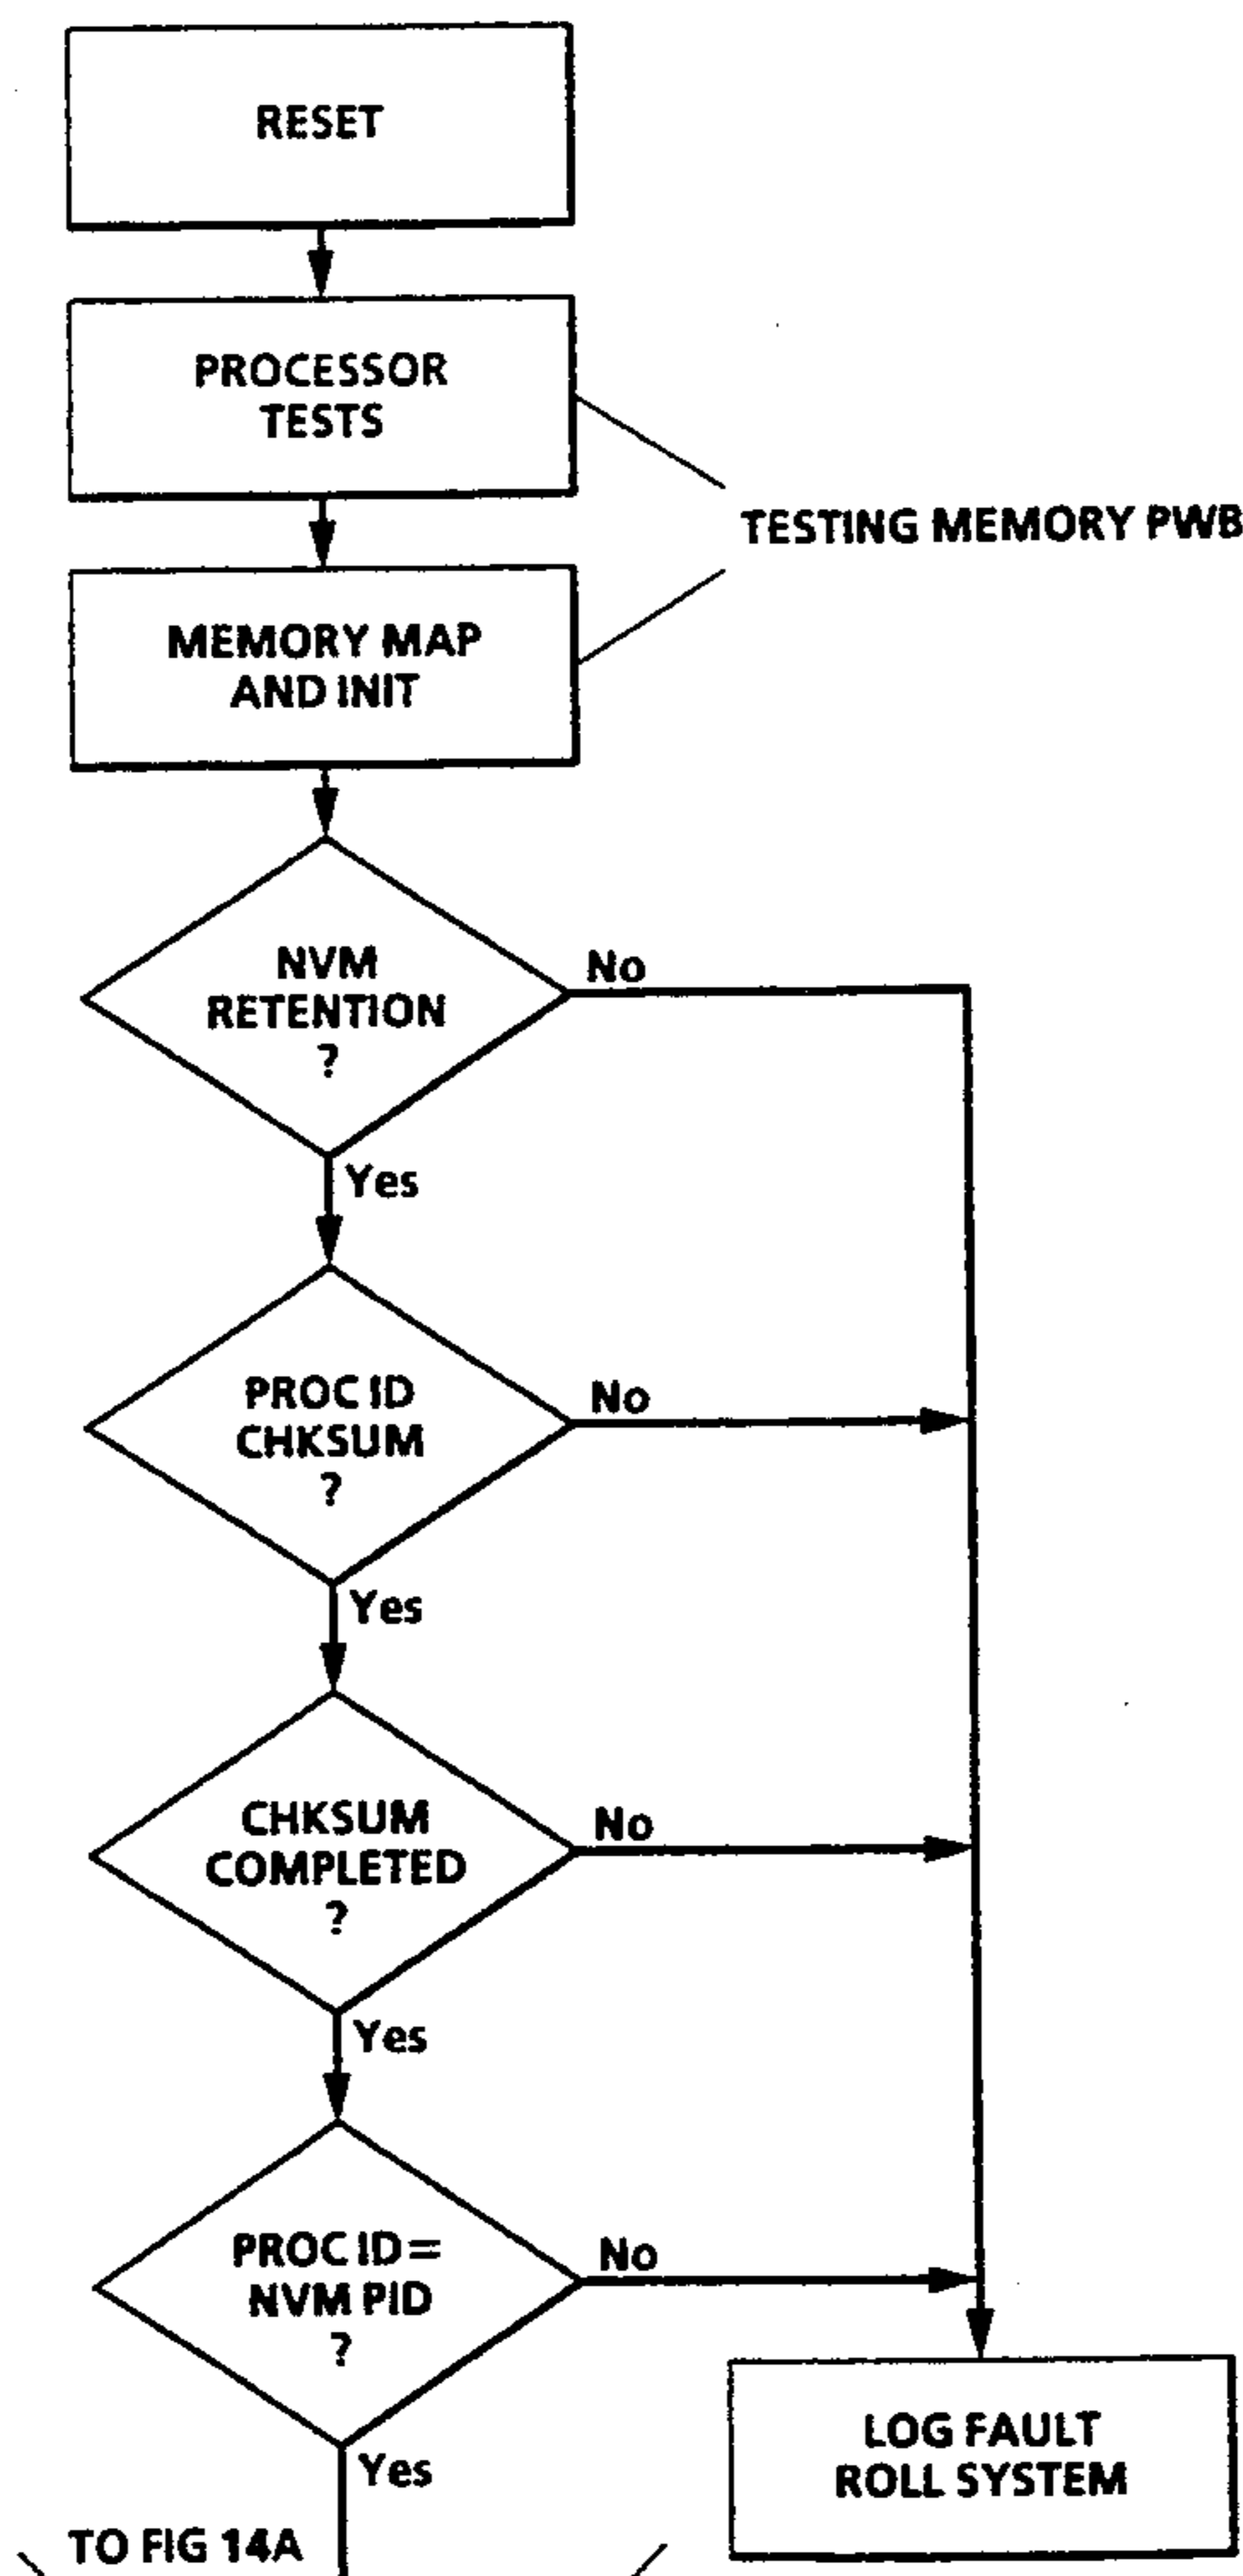 RESET
PROCESSOR
TESTS
TESTING MEMORY PWB
MEMORY MAP
AND INIT
NVM
RETENTION
?
No
Yes
PROC ID
CHKSUM
?
No
Yes
CHKSUM
COMPLETED
?
No
Yes
PROC ID =
NVM PID
?
No
Yes
LOG FAULT
ROLL SYSTEM
TO FIG 14A